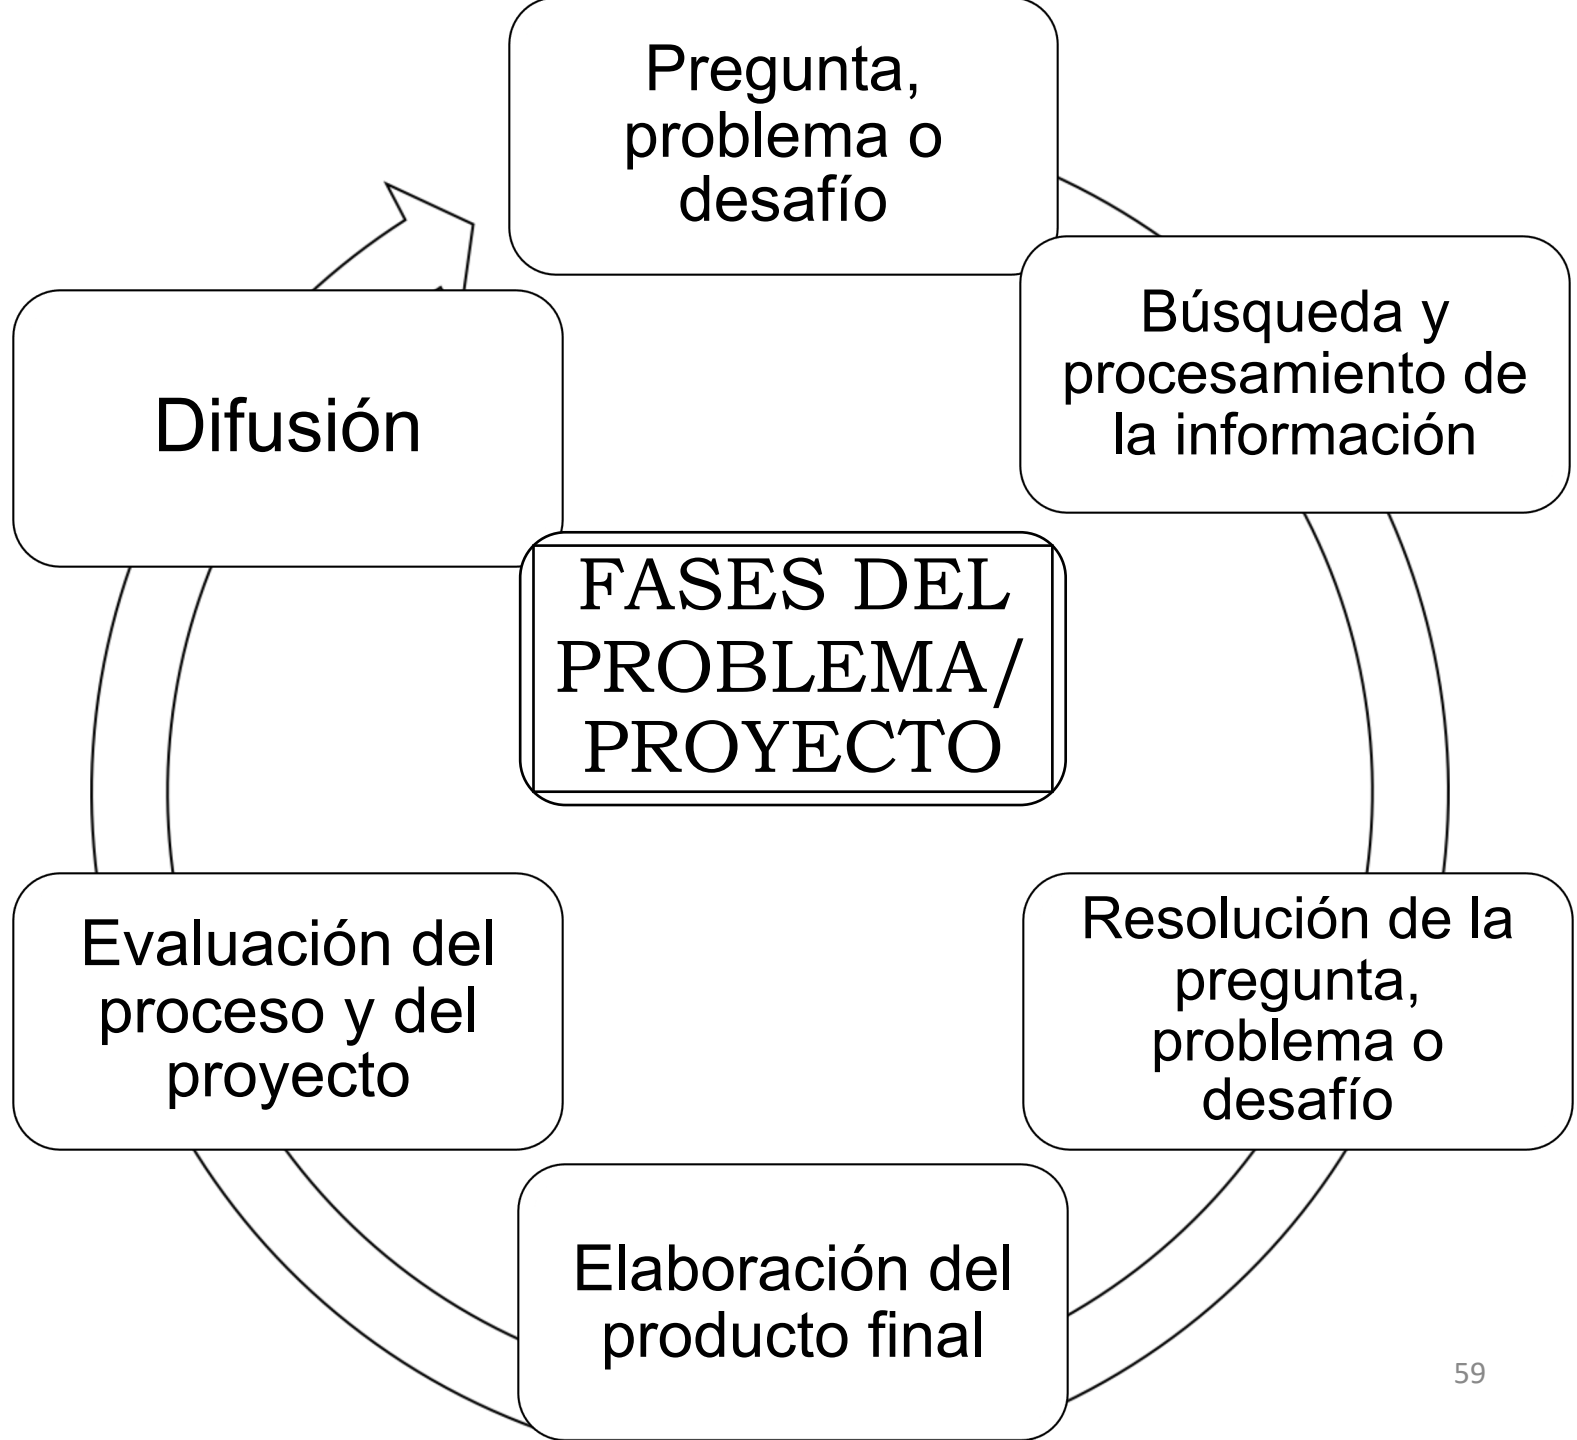 Pregunta,
problema o
desafío
Búsqueda y
procesamiento de
la información
Resolución de la
pregunta,
problema o
desafío
Elaboración del
producto final
Evaluación del
proceso y del
proyecto
Difusión
FASES DEL
PROBLEMA/
PROYECTO
59